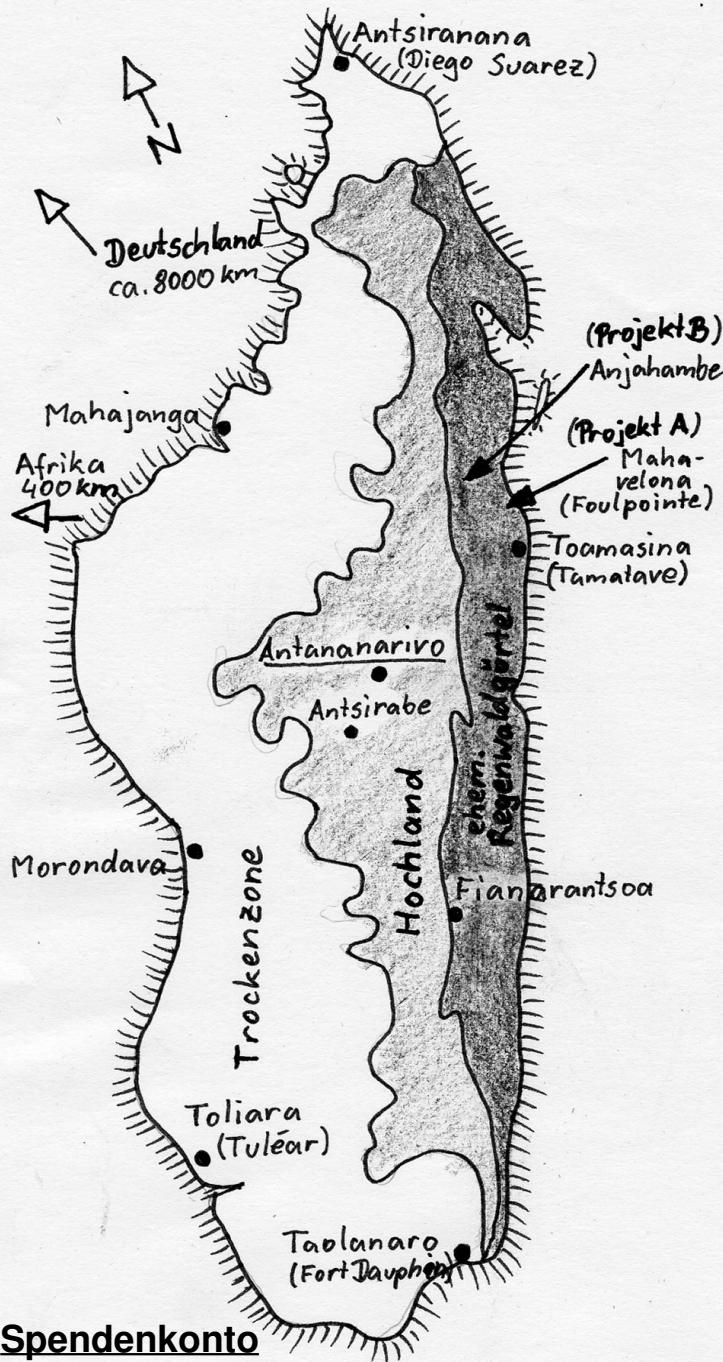 Antsiranana
(Diego Suarez)
N
Deutschland
ca. 8000 km
(Projekt B)
Anjahambe
Mahajanga
(Projekt A)
Maha-
velona
(Foulpointe)
Afrika
400 km
Toamasina
(Tamatave)
Antananarivo
Antsirabe
ehem.
Regenwaldgürtel
Hochland
Morondava
Trockenzone
Fianarantsoa
Toliara
(Tuléar)
Taolanaro
(Fort Dauphin)
Spendenkonto